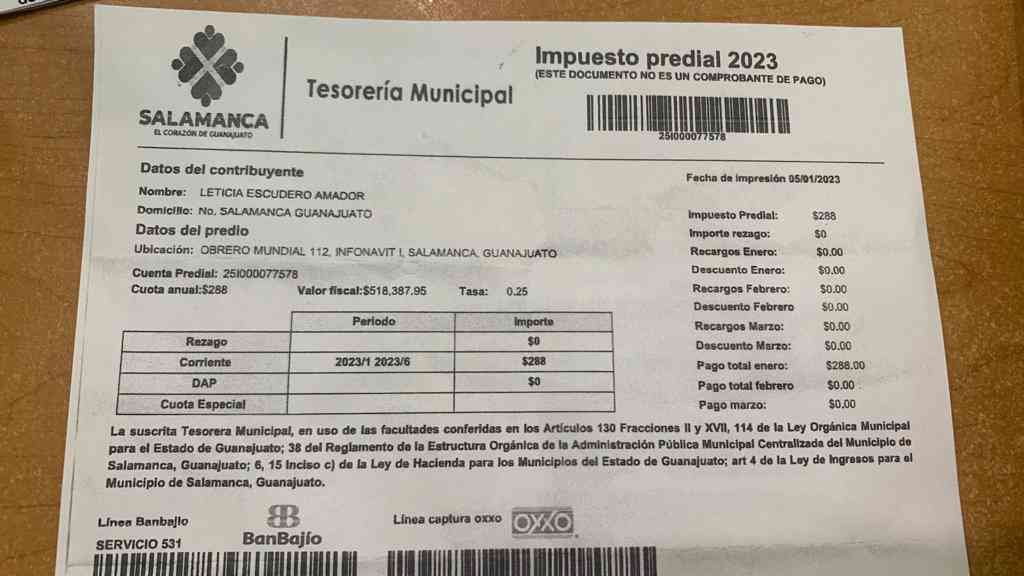 SALAMANCA
EL CORAZÓN DE GUANAJUATO
Tesorería Municipal
Impuesto predial 2023
(ESTE DOCUMENTO NO ES UN COMPROBANTE DE PAGO)
25I000077578
Datos del contribuyente
Nombre: LETICIA ESCUDERO AMADOR
Domicilio: No, SALAMANCA GUANAJUATO
Datos del predio
Ubicación: OBRERO MUNDIAL 112, INFONAVIT I, SALAMANCA, GUANAJUATO
Cuenta Predial: 25I000077578
Cuota anual:$288 Valor fiscal:$518,387.95 Tasa: 0.25
Periodo Importe
Rezago $0
Corriente 2023/1 2023/6 $288
DAP $0
Cuota Especial
Fecha de impresión 05/01/2023
Impuesto Predial: $288
Importe rezago: $0
Recargos Enero: $0.00
Descuento Enero: $0.00
Recargos Febrero: $0.00
Descuento Febrero $0.00
Recargos Marzo: $0.00
Descuento Marzo: $0.00
Pago total enero: $288.00
Pago total febrero $0.00
Pago marzo: $0.00
La suscrita Tesorera Municipal, en uso de las facultades conferidas en los Artículos 130 Fracciones II y XVII, 114 de la Ley Orgánica Municipal
para el Estado de Guanajuato; 38 del Reglamento de la Estructura Orgánica de la Administración Pública Municipal Centralizada del Municipio de
Salamanca, Guanajuato; 6, 15 Inciso c) de la Ley de Hacienda para los Municipios del Estado de Guanajuato; art 4 de la Ley de Ingresos para el
Municipio de Salamanca, Guanajuato.
Línea Banbajio
SERVICIO 531
BanBajío
Línea captura oxxo
OXXO